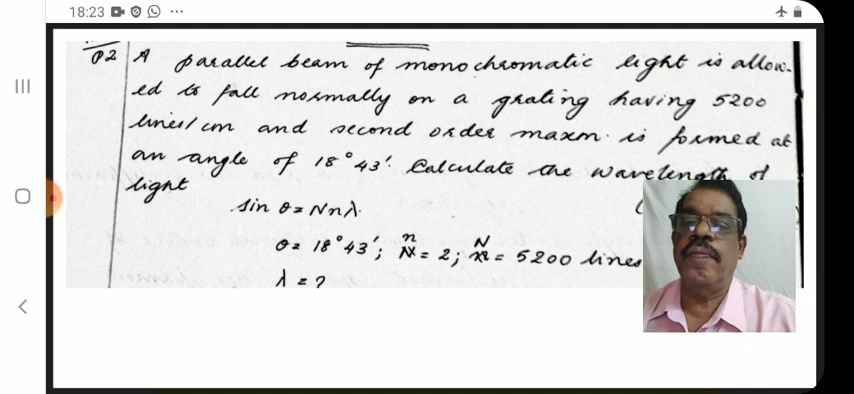 18:23
P2 A parallel beam of monochromatic light is allow-
ed to fall normally on a grating having 5200
lines/cm and second order maxm. is formed at
an angle of 18°43'. Calculate the wavelength of
light
sin θ = Nnλ.
θ = 18°43'; n = 2; N = 5200 lines
λ = ?